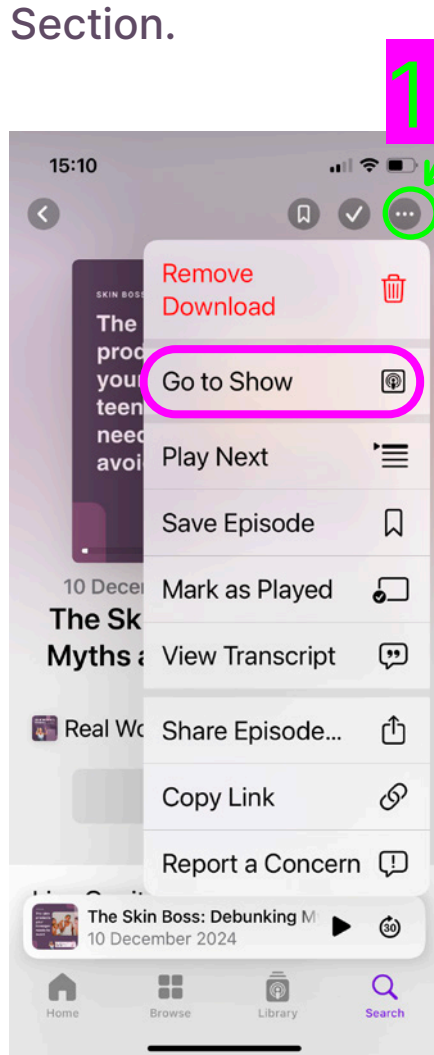 Section.
1
15:10
Remove
Download
SKIN BOSS
The
prod
your
teen
need
avoi
Go to Show
Play Next
Save Episode
Mark as Played
View Transcript
Share Episode...
Copy Link
Report a Concern
10 Decem
The Sk
Myths a
Real Wo
The Skin Boss: Debunking M
10 December 2024
30
Home
Browse
Library
Search